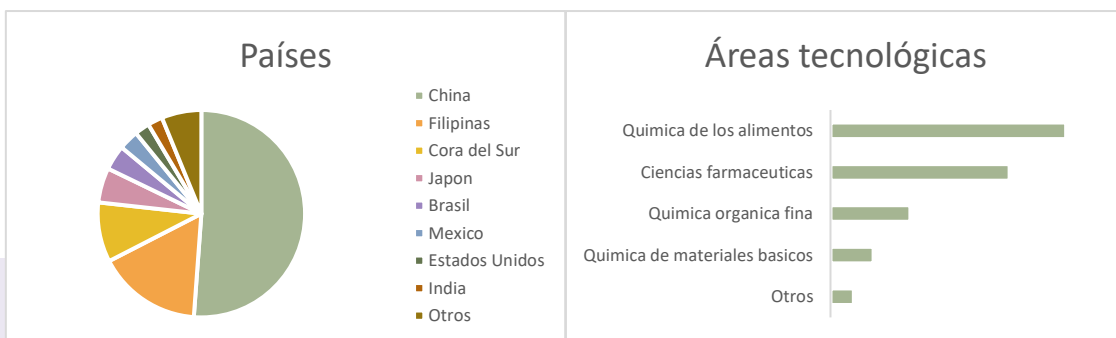 Países
China
Filipinas
Cora del Sur
Japon
Brasil
Mexico
Estados Unidos
India
Otros
Áreas tecnológicas
Quimica de los alimentos
Ciencias farmaceuticas
Quimica organica fina
Quimica de materiales basicos
Otros